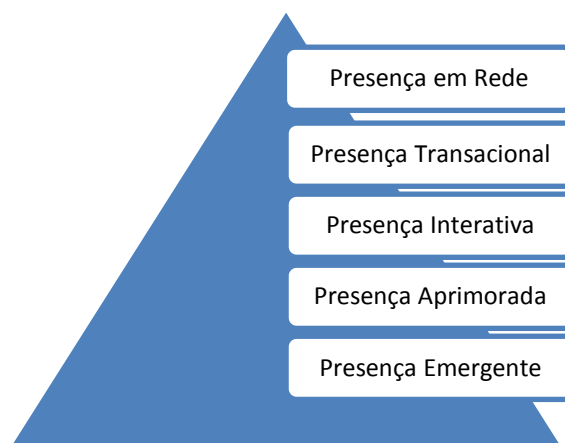 Presença em Rede
Presença Transacional
Presença Interativa
Presença Aprimorada
Presença Emergente